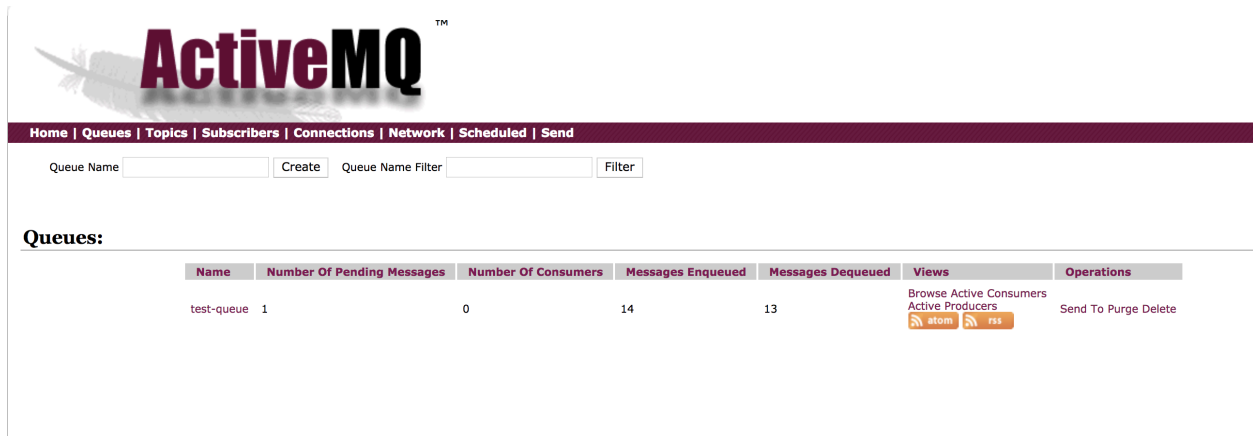 ActiveMQ™
Home | Queues | Topics | Subscribers | Connections | Network | Scheduled | Send
Queue Name Create Queue Name Filter Filter
Queues:
Name Number Of Pending Messages Number Of Consumers Messages Enqueued Messages Dequeued Views Operations
test-queue 1 0 14 13 Browse Active Consumers
Active Producers
atom rss
Send To Purge Delete